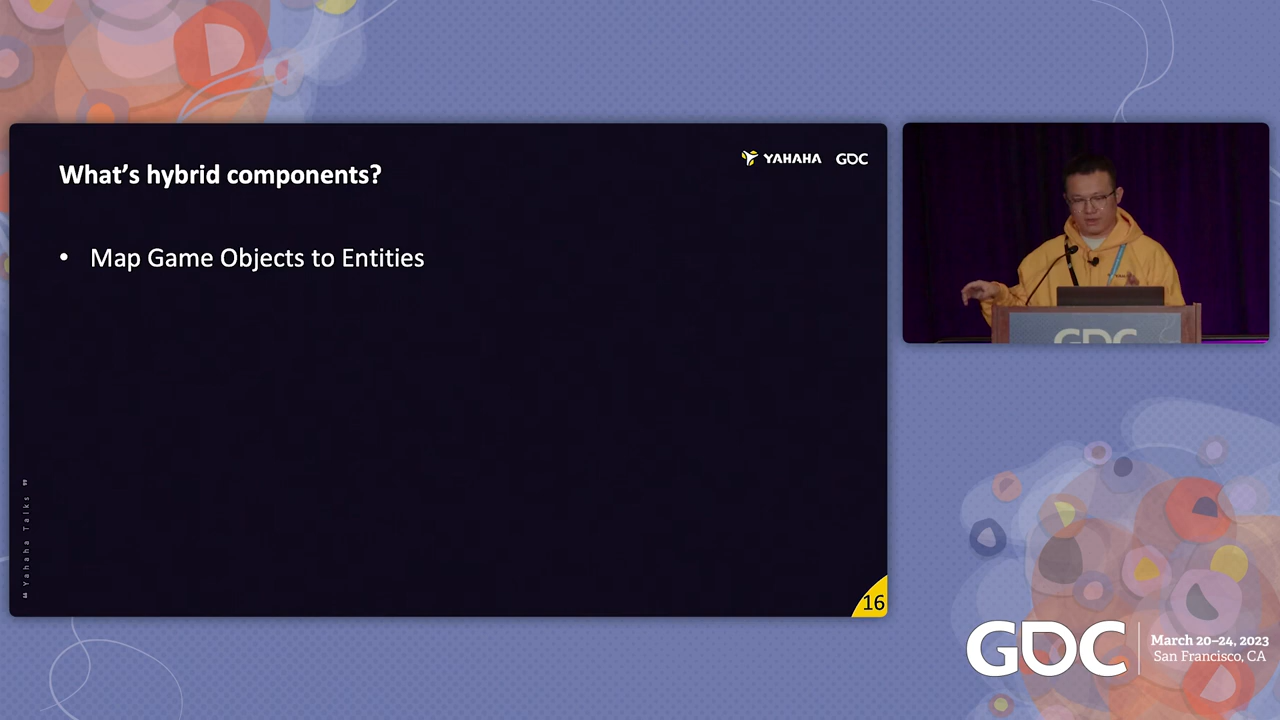 What's hybrid components?
YAHAHA GDC
• Map Game Objects to Entities
❝ Yahaha Talks ❞
16
GDC
GDC
March 20–24, 2023
San Francisco, CA